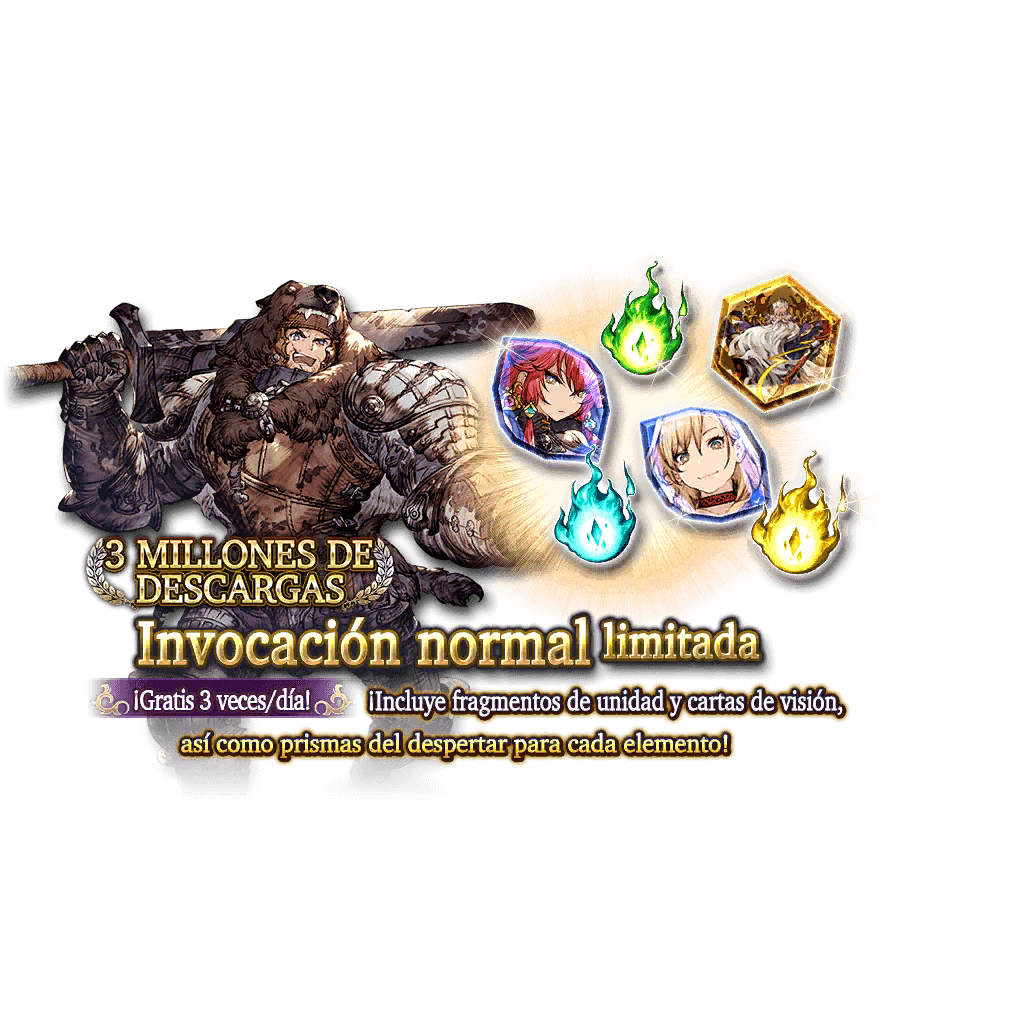 3 MILLONES DE
DESCARGAS
Invocación normal limitada
¡Gratis 3 veces/día! ¡Incluye fragmentos de unidad y cartas de visión,
así como prismas del despertar para cada elemento!